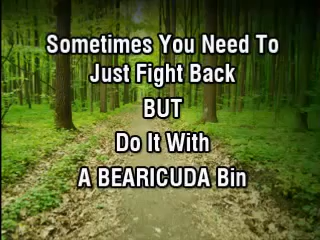 Sometimes You Need To
Just Fight Back
BUT
Do It With
A BEARICUDA Bin